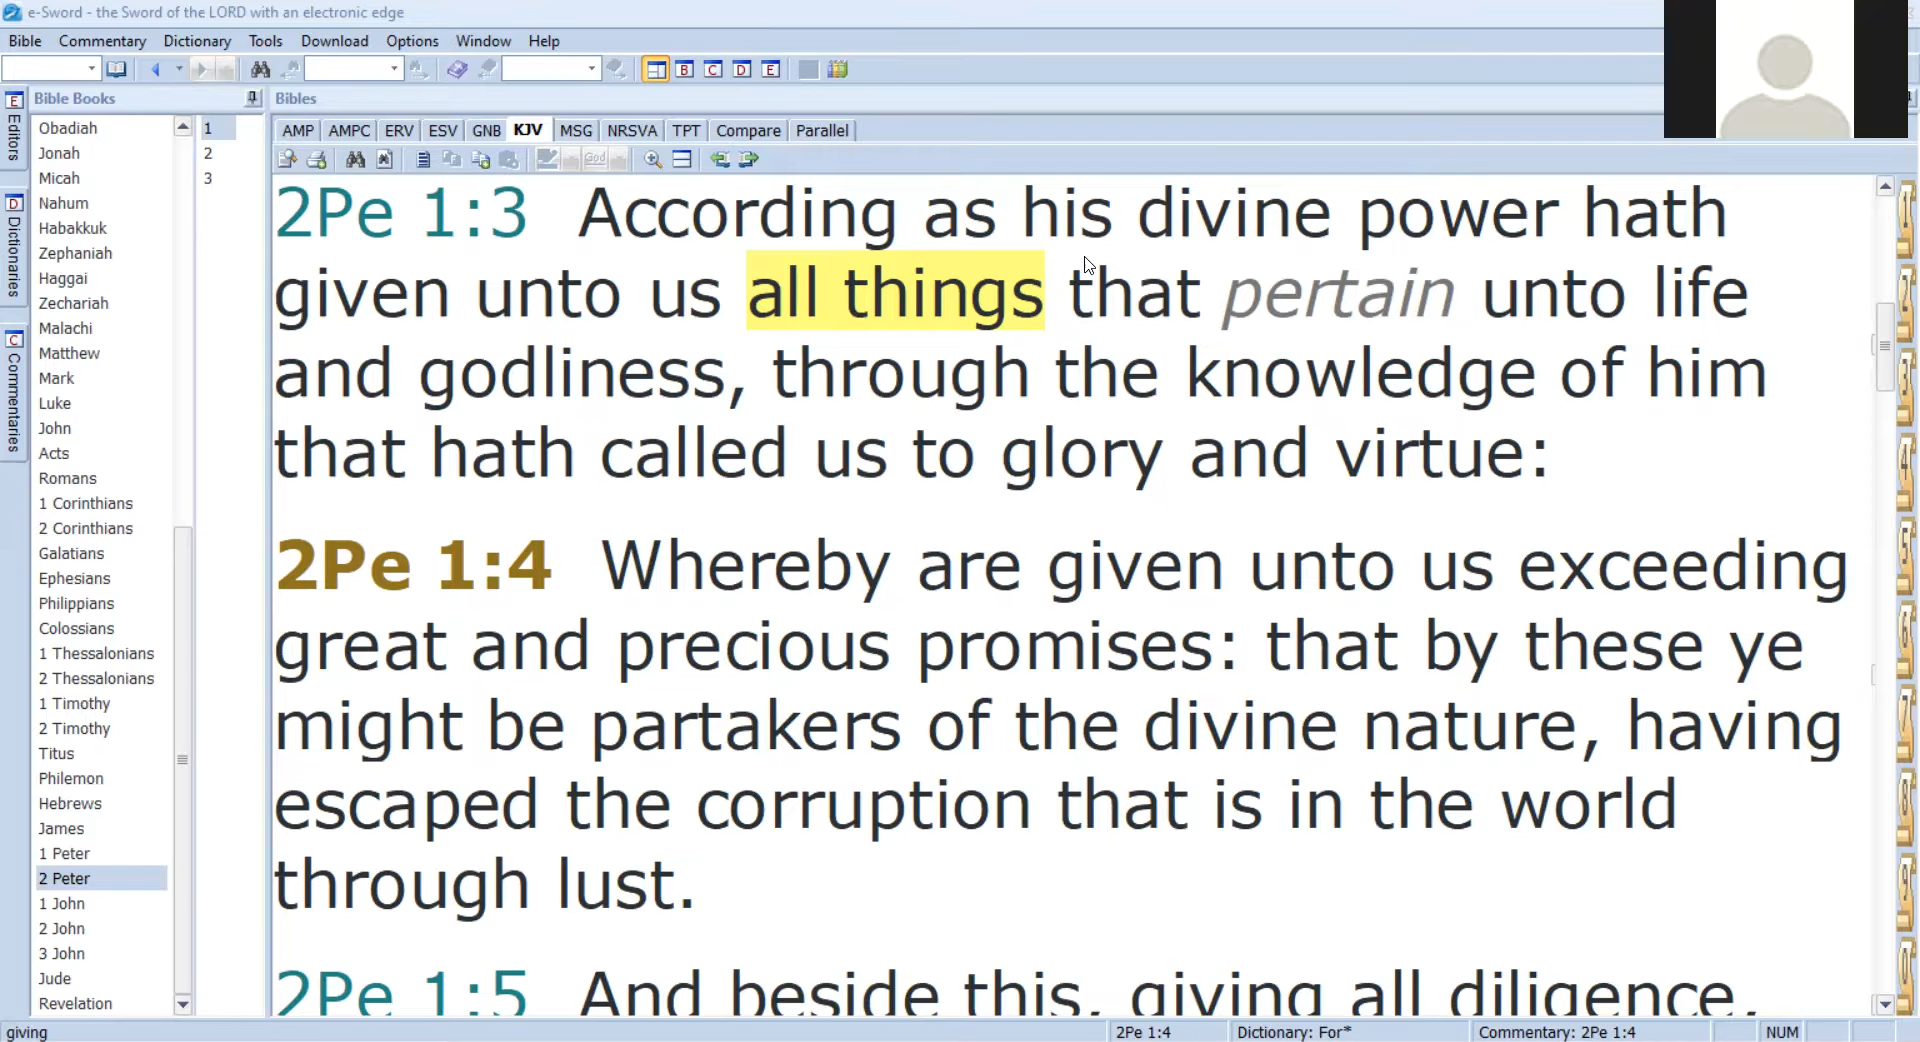 e-Sword - the Sword of the LORD with an electronic edge
Bible Commentary Dictionary Tools Download Options Window Help
B C D E
Bible Books
Bibles
E Editors
D Dictionaries
C Commentaries
Obadiah
Jonah
Micah
Nahum
Habakkuk
Zephaniah
Haggai
Zechariah
Malachi
Matthew
Mark
Luke
John
Acts
Romans
1 Corinthians
2 Corinthians
Galatians
Ephesians
Philippians
Colossians
1 Thessalonians
2 Thessalonians
1 Timothy
2 Timothy
Titus
Philemon
Hebrews
James
1 Peter
2 Peter
1 John
2 John
3 John
Jude
Revelation
1
2
3
AMP AMPC ERV ESV GNB KJV MSG NRSVA TPT Compare Parallel
God
2Pe 1:3 According as his divine power hath
given unto us all things that pertain unto life
and godliness, through the knowledge of him
that hath called us to glory and virtue:
2Pe 1:4 Whereby are given unto us exceeding
great and precious promises: that by these ye
might be partakers of the divine nature, having
escaped the corruption that is in the world
through lust.
2Pe 1:5 And beside this, giving all diligence,
giving
2Pe 1:4
Dictionary: For*
Commentary: 2Pe 1:4
NUM